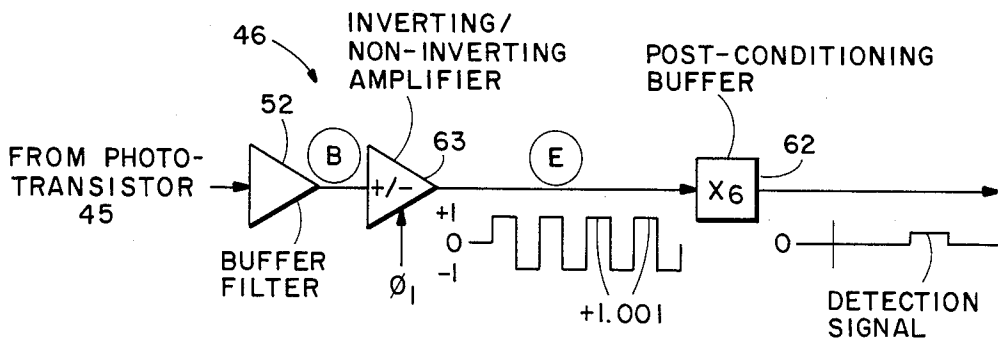 46
INVERTING/
NON-INVERTING
AMPLIFIER
POST-CONDITIONING
BUFFER
52
B
63
E
62
FROM PHOTO-
TRANSISTOR
45
+/-
X6
BUFFER
FILTER
Ø1
+1
0
-1
+1.001
0
DETECTION
SIGNAL